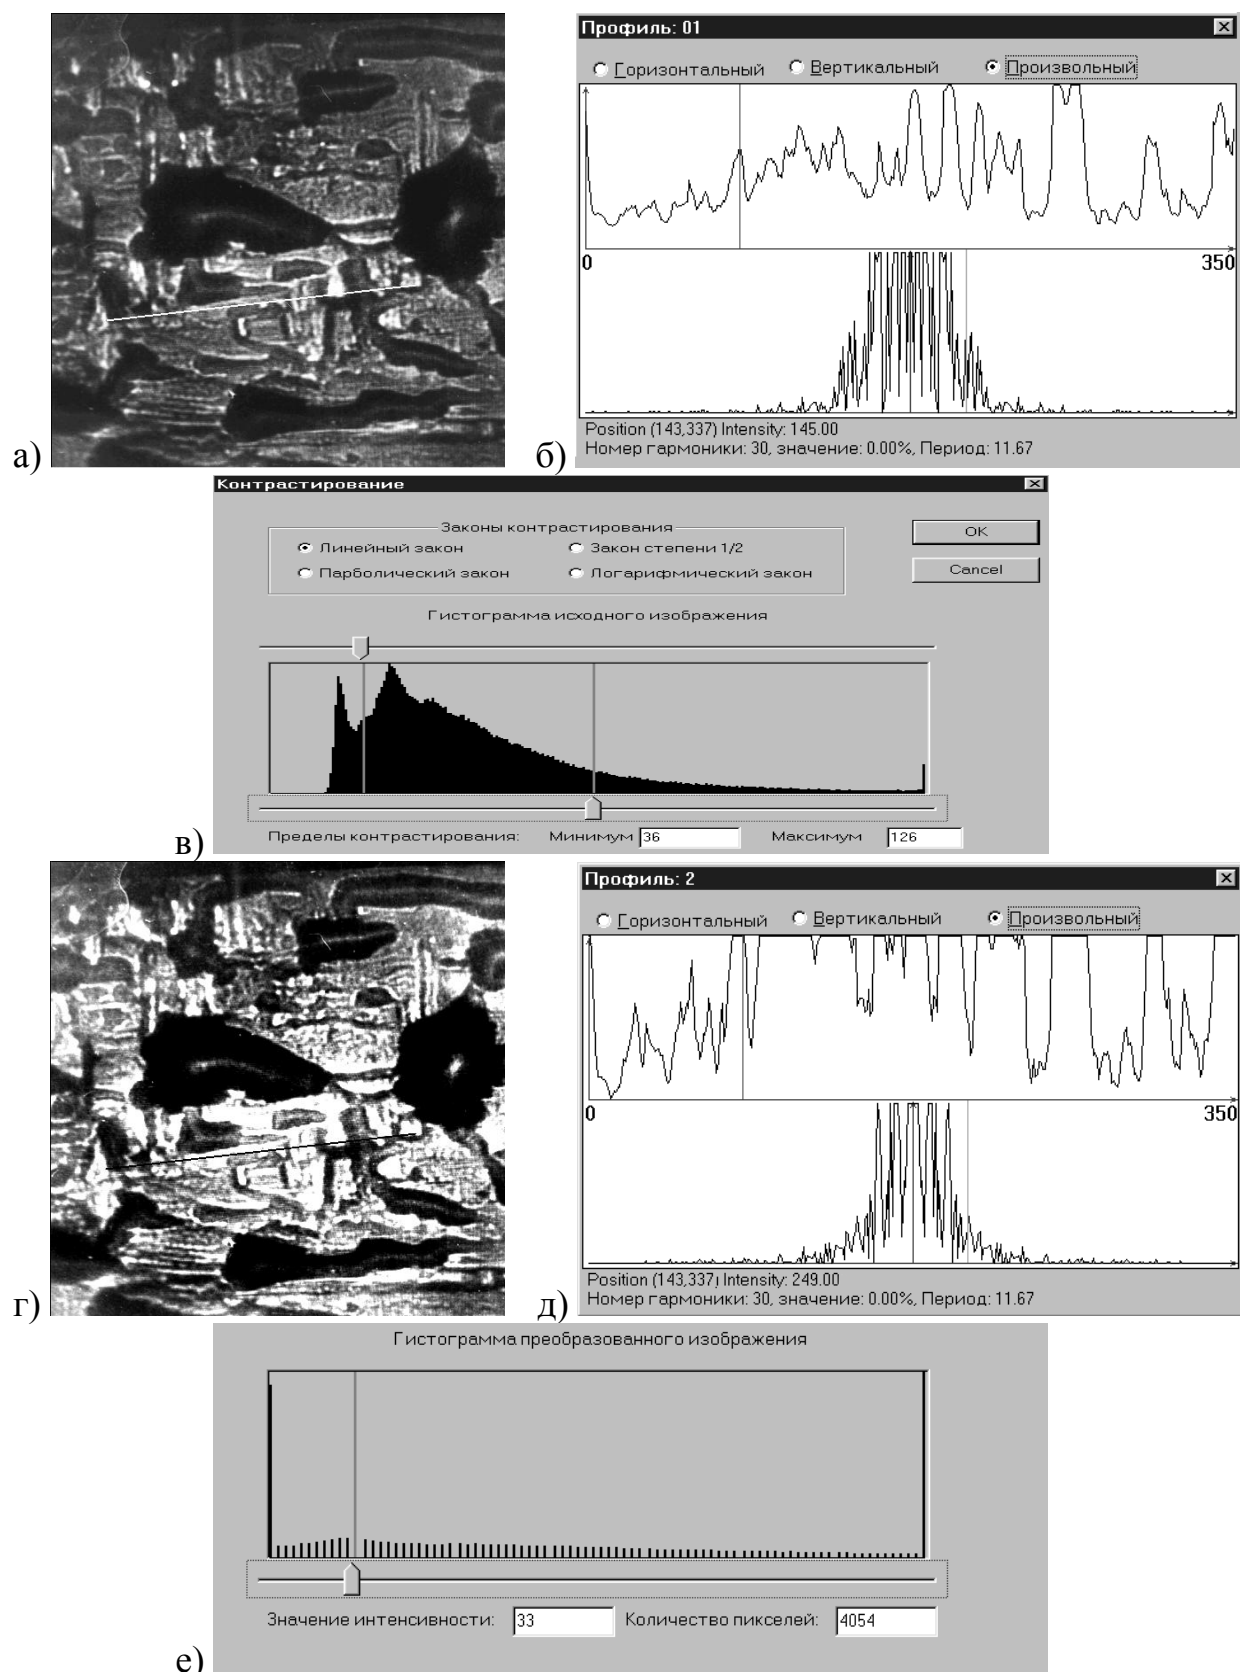 Профиль: 01
Горизонтальный Вертикальный Произвольный
0 350
Position (143,337) Intensity: 145.00
Номер гармоники: 30, значение: 0.00%, Период: 11.67
а) б)
Контрастирование
Законы контрастирования
Линейный закон Закон степени 1/2
Парболический закон Логарифмический закон
OK
Cancel
Гистограмма исходного изображения
Пределы контрастирования: Минимум 36 Максимум 126
в)
Профиль: 2
Горизонтальный Вертикальный Произвольный
0 350
Position (143,337) Intensity: 249.00
Номер гармоники: 30, значение: 0.00%, Период: 11.67
г) д)
Гистограмма преобразованного изображения
Значение интенсивности: 33 Количество пикселей: 4054
е)